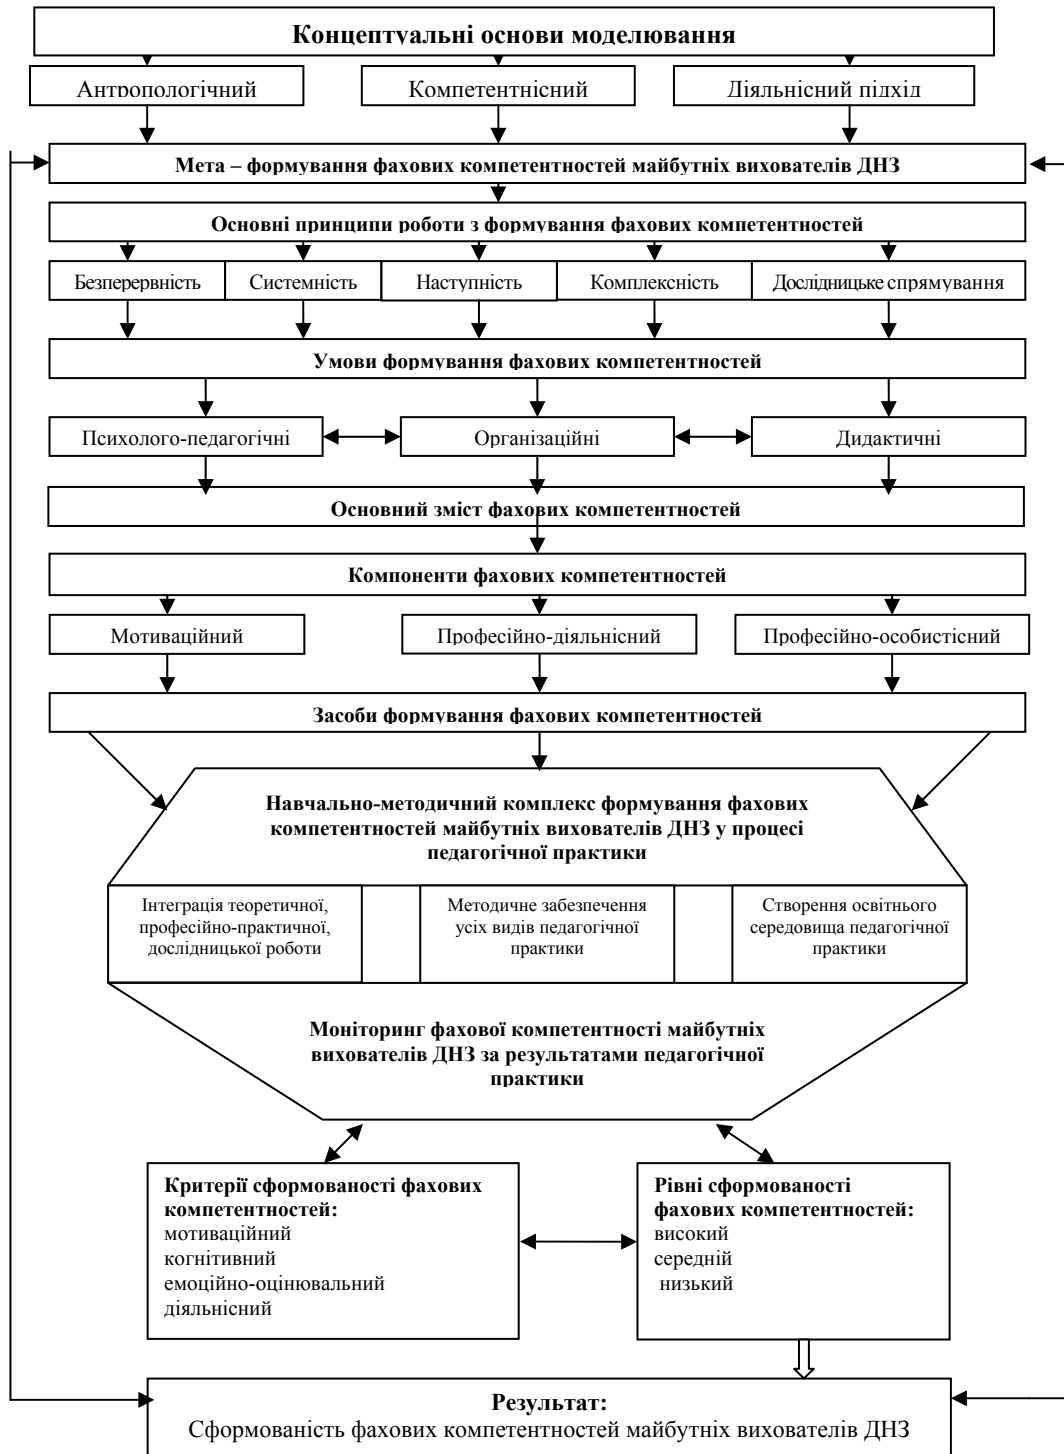 Концептуальні основи моделювання
Антропологічний
Компетентнісний
Діяльнісний підхід
Мета – формування фахових компетентностей майбутніх вихователів ДНЗ
Основні принципи роботи з формування фахових компетентностей
Безперервність
Системність
Наступність
Комплексність
Дослідницьке спрямування
Умови формування фахових компетентностей
Психолого-педагогічні
Організаційні
Дидактичні
Основний зміст фахових компетентностей
Компоненти фахових компетентностей
Мотиваційний
Професійно-діяльнісний
Професійно-особистісний
Засоби формування фахових компетентностей
Навчально-методичний комплекс формування фахових
компетентностей майбутніх вихователів ДНЗ у процесі
педагогічної практики
Інтеграція теоретичної,
професійно-практичної,
дослідницької роботи
Методичне забезпечення
усіх видів педагогічної
практики
Створення освітнього
середовища педагогічної
практики
Моніторинг фахової компетентності майбутніх
вихователів ДНЗ за результатами педагогічної
практики
Критерії сформованості фахових
компетентностей:
мотиваційний
когнітивний
емоційно-оцінювальний
діяльнісний
Рівні сформованості
фахових компетентностей:
високий
середній
низький
Результат:
Сформованість фахових компетентностей майбутніх вихователів ДНЗ